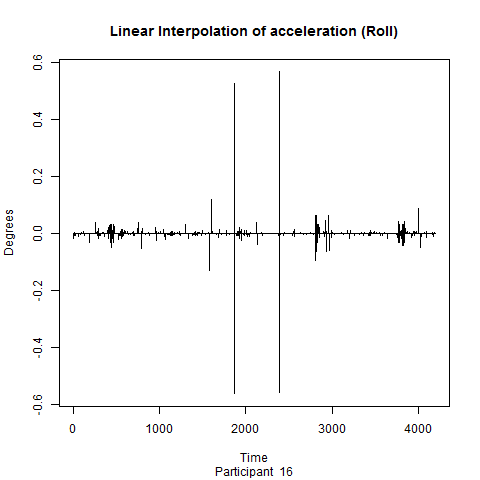 Linear Interpolation of acceleration (Roll)
0.6
0.4
0.2
0.0
-0.2
-0.4
-0.6
Degrees
0 1000 2000 3000 4000
Time
Participant 16